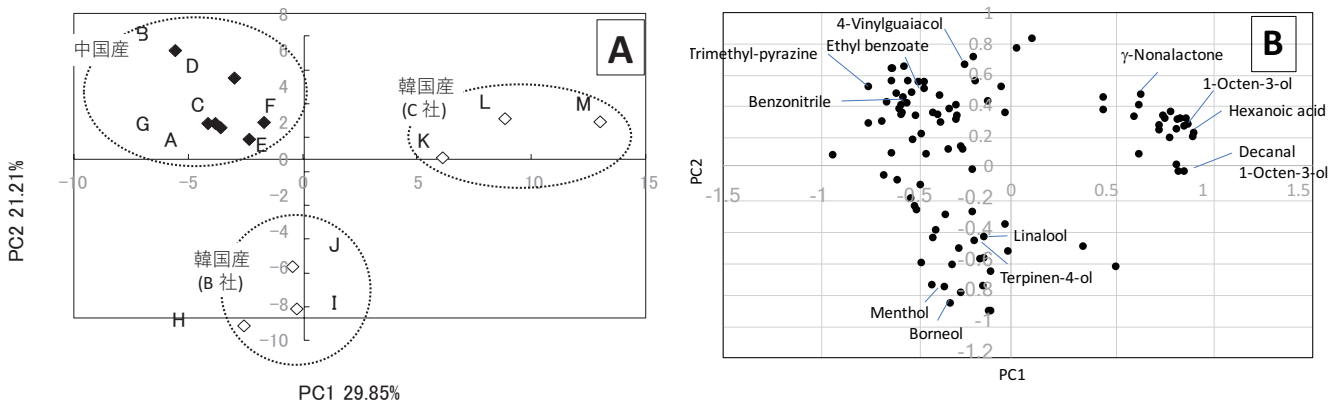 8
B
中国産
6
D
4
C
F
G
2
A
E
0
-10
-5
0
5
10
15
-2
-4
-6
-8
-10
韓国産
(C 社)
L
M
K
A
韓国産
(B 社)
J
I
H
PC2 21.21%
PC1 29.85%
PC2
1
0.8
0.6
0.4
0.2
0
-0.2
-0.4
-0.6
-0.8
-1
-1.2
-1.5
-1
-0.5
0
0.5
1
1.5
4-Vinylguaiacol
Trimethyl-pyrazine
Ethyl benzoate
Benzonitrile
B
γ-Nonalactone
1-Octen-3-ol
Hexanoic acid
Decanal
1-Octen-3-ol
Linalool
Terpinen-4-ol
Menthol
Borneol
PC1